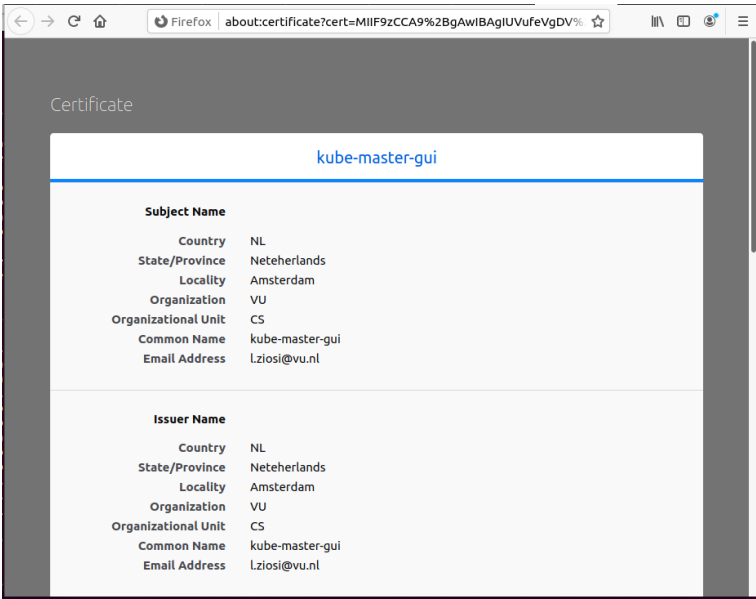 Firefox about:certificate?cert=MIIF9zCCA9%2BgAwIBAgIUVufeVgDV%
Certificate
kube-master-gui
Subject Name
Country NL
State/Province Neteherlands
Locality Amsterdam
Organization VU
Organizational Unit CS
Common Name kube-master-gui
Email Address l.ziosi@vu.nl
Issuer Name
Country NL
State/Province Neteherlands
Locality Amsterdam
Organization VU
Organizational Unit CS
Common Name kube-master-gui
Email Address l.ziosi@vu.nl